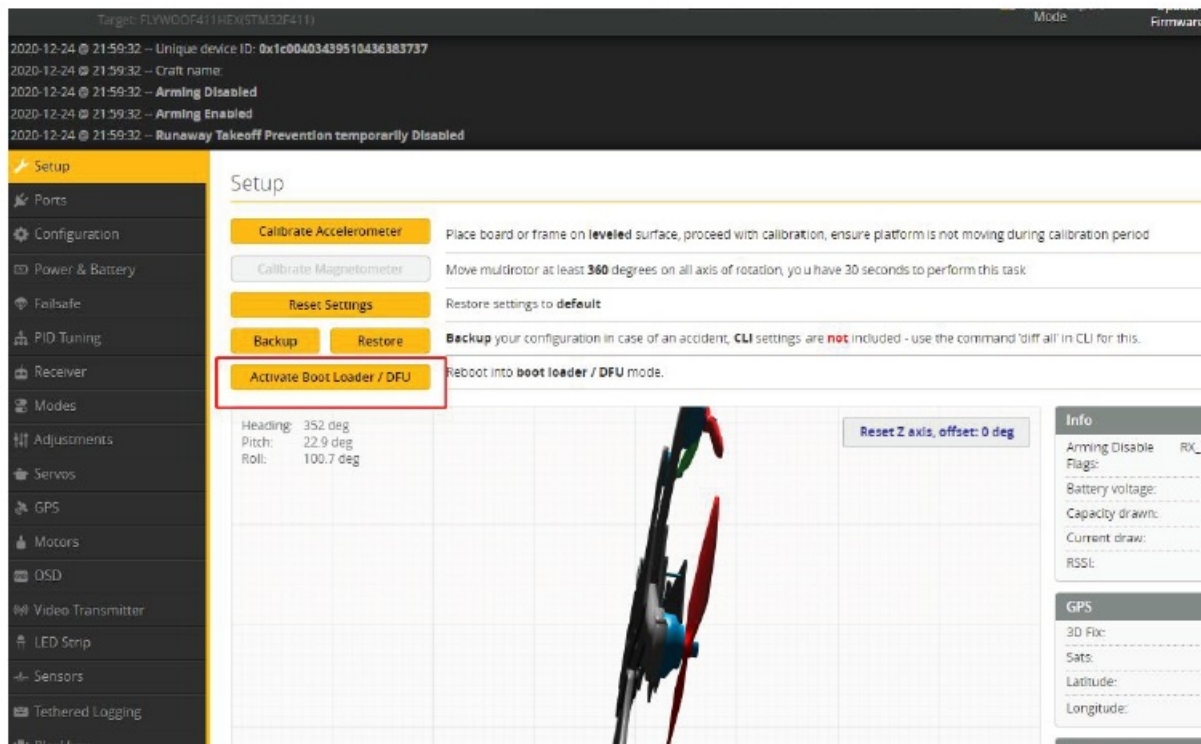 Target: FLYWOOF411HEX(STM32F411)
Mode
Firmware
2020-12-24 @ 21:59:32 -- Unique device ID: 0x1c00403439510436383737
2020-12-24 @ 21:59:32 -- Craft name:
2020-12-24 @ 21:59:32 -- Arming Disabled
2020-12-24 @ 21:59:32 -- Arming Enabled
2020-12-24 @ 21:59:32 -- Runaway Takeoff Prevention temporarily Disabled
Setup
Ports
Configuration
Power & Battery
Failsafe
PID Tuning
Receiver
Modes
Adjustments
Servos
GPS
Motors
OSD
Video Transmitter
LED Strip
Sensors
Tethered Logging
Setup
Calibrate Accelerometer
Place board or frame on leveled surface, proceed with calibration, ensure platform is not moving during calibration period
Calibrate Magnetometer
Move multirotor at least 360 degrees on all axis of rotation, you have 30 seconds to perform this task
Reset Settings
Restore settings to default
Backup Restore
Backup your configuration in case of an accident, CLI settings are not included - use the command 'diff all' in CLI for this.
Activate Boot Loader / DFU
Reboot into boot loader / DFU mode.
Heading: 352 deg
Pitch: 22.9 deg
Roll: 100.7 deg
Reset Z axis, offset: 0 deg
Info
Arming Disable Flags: RX_
Battery voltage:
Capacity drawn:
Current draw:
RSSI:
GPS
3D Fix:
Sats:
Latitude:
Longitude: